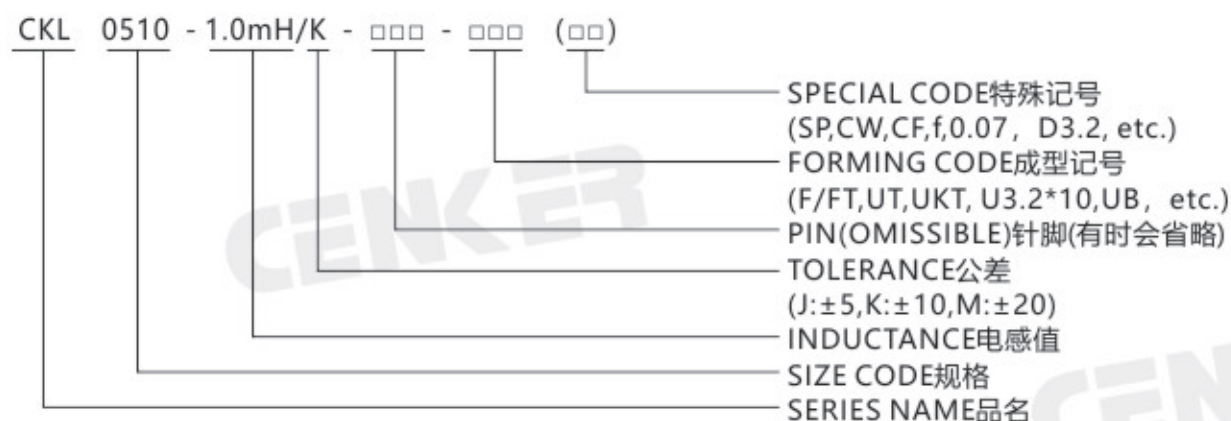 CKL 0510 - 1.0mH/K - □□□ - □□□ (□□)
SPECIAL CODE特殊记号
(SP,CW,CF,f,0.07, D3.2, etc.)
FORMING CODE成型记号
(F/FT,UT,UKT, U3.2*10,UB, etc.)
PIN(OMISSIBLE)针脚(有时会省略)
TOLERANCE公差
(J:±5,K:±10,M:±20)
INDUCTANCE电感值
SIZE CODE规格
SERIES NAME品名
CENKER
CENK